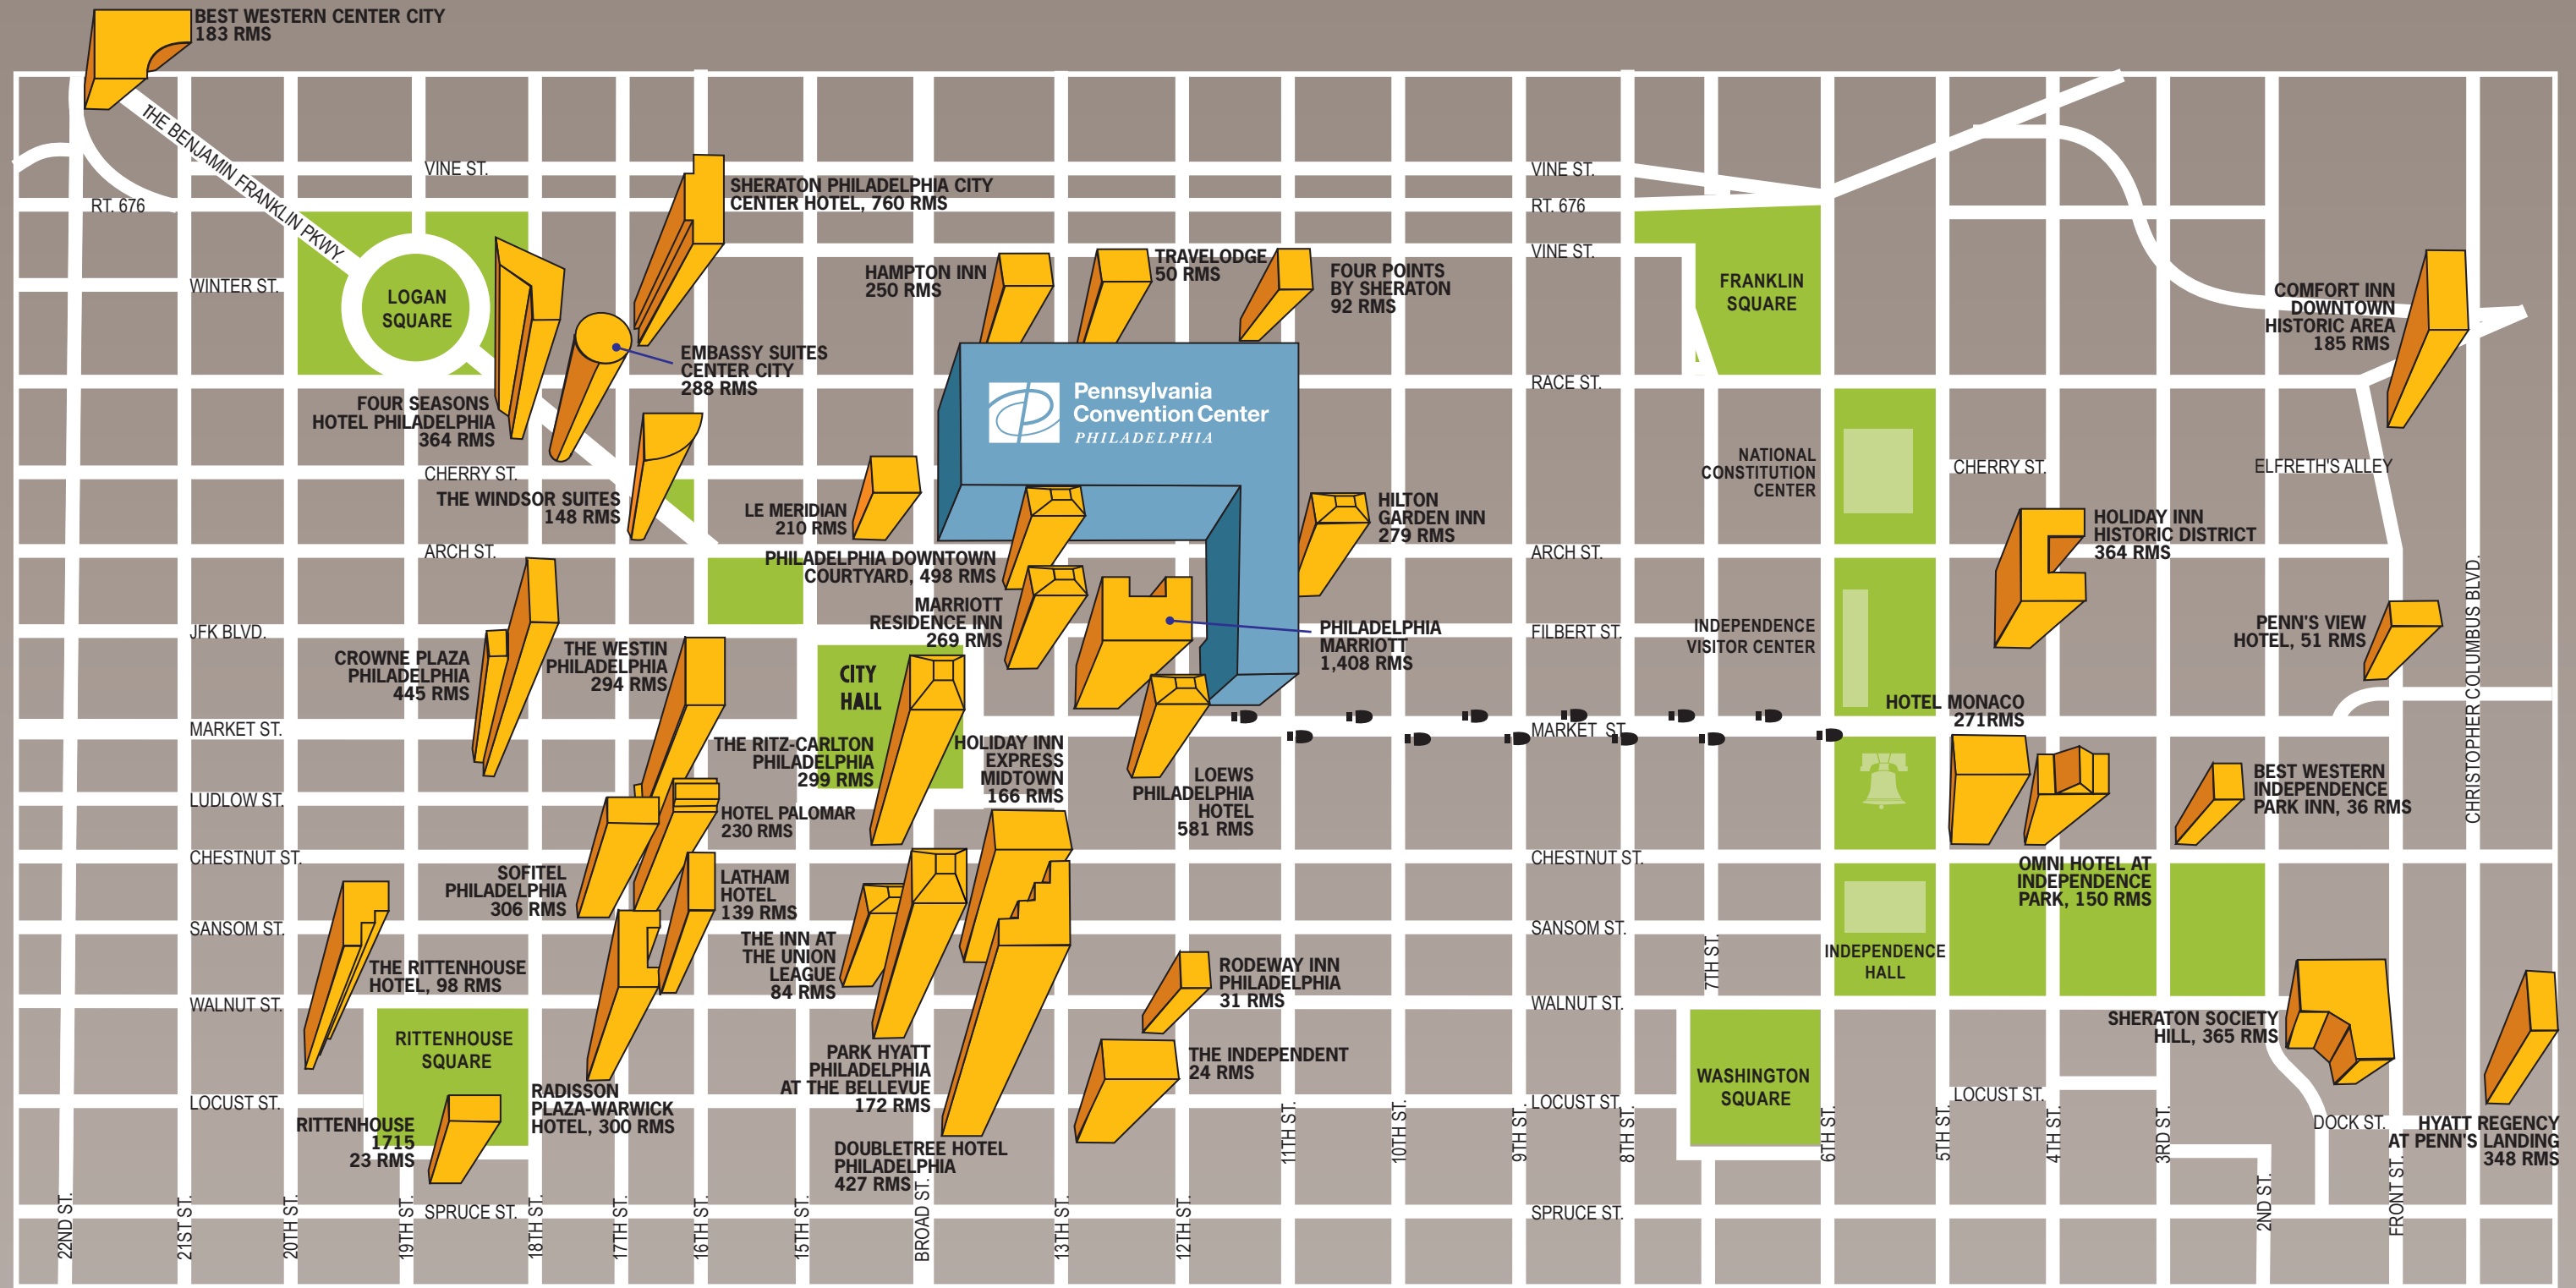 BEST WESTERN CENTER CITY
183 RMS
THE BENJAMIN FRANKLIN PKWY.
VINE ST.
VINE ST.
RT. 676
RT. 676
SHERATON PHILADELPHIA CITY
CENTER HOTEL, 760 RMS
VINE ST.
HAMPTON INN
250 RMS
TRAVELODGE
50 RMS
FOUR POINTS
BY SHERATON
92 RMS
WINTER ST.
LOGAN
SQUARE
FRANKLIN
SQUARE
COMFORT INN
DOWNTOWN
HISTORIC AREA
185 RMS
EMBASSY SUITES
CENTER CITY
288 RMS
FOUR SEASONS
HOTEL PHILADELPHIA
364 RMS
Pennsylvania
Convention Center
PHILADELPHIA
RACE ST.
CHERRY ST.
THE WINDSOR SUITES
148 RMS
LE MERIDIAN
210 RMS
HILTON
GARDEN INN
279 RMS
NATIONAL
CONSTITUTION
CENTER
CHERRY ST.
ELFRETH'S ALLEY
HOLIDAY INN
HISTORIC DISTRICT
364 RMS
ARCH ST.
ARCH ST.
PHILADELPHIA DOWNTOWN
COURTYARD, 498 RMS
MARRIOTT
RESIDENCE INN
269 RMS
PHILADELPHIA
MARRIOTT
1,408 RMS
JFK BLVD.
FILBERT ST.
INDEPENDENCE
VISITOR CENTER
PENN'S VIEW
HOTEL, 51 RMS
CHRISTOPHER COLUMBUS BLVD.
CROWNE PLAZA
PHILADELPHIA
445 RMS
THE WESTIN
PHILADELPHIA
294 RMS
CITY
HALL
HOTEL MONACO
271RMS
MARKET ST.
MARKET ST.
THE RITZ-CARLTON
PHILADELPHIA
299 RMS
HOLIDAY INN
EXPRESS
MIDTOWN
166 RMS
LOEWS
PHILADELPHIA
HOTEL
581 RMS
BEST WESTERN
INDEPENDENCE
PARK INN, 36 RMS
LUDLOW ST.
HOTEL PALOMAR
230 RMS
CHESTNUT ST.
CHESTNUT ST.
SOFITEL
PHILADELPHIA
306 RMS
LATHAM
HOTEL
139 RMS
OMNI HOTEL AT
INDEPENDENCE
PARK, 150 RMS
SANSOM ST.
SANSOM ST.
THE INN AT
THE UNION
LEAGUE
84 RMS
THE RITTENHOUSE
HOTEL, 98 RMS
RODEWAY INN
PHILADELPHIA
31 RMS
7TH ST.
INDEPENDENCE
HALL
WALNUT ST.
WALNUT ST.
SHERATON SOCIETY
HILL, 365 RMS
RITTENHOUSE
SQUARE
PARK HYATT
PHILADELPHIA
AT THE BELLEVUE
172 RMS
THE INDEPENDENT
24 RMS
WASHINGTON
SQUARE
RADISSON
PLAZA-WARWICK
HOTEL, 300 RMS
LOCUST ST.
LOCUST ST.
LOCUST ST.
RITTENHOUSE
1715
23 RMS
DOCK ST.
HYATT REGENCY
AT PENN'S LANDING
348 RMS
DOUBLETREE HOTEL
PHILADELPHIA
427 RMS
SPRUCE ST.
SPRUCE ST.
22ND ST.
21ST ST.
20TH ST.
19TH ST.
18TH ST.
17TH ST.
16TH ST.
15TH ST.
BROAD ST.
13TH ST.
12TH ST.
11TH ST.
10TH ST.
9TH ST.
8TH ST.
6TH ST.
5TH ST.
4TH ST.
3RD ST.
2ND ST.
FRONT ST.